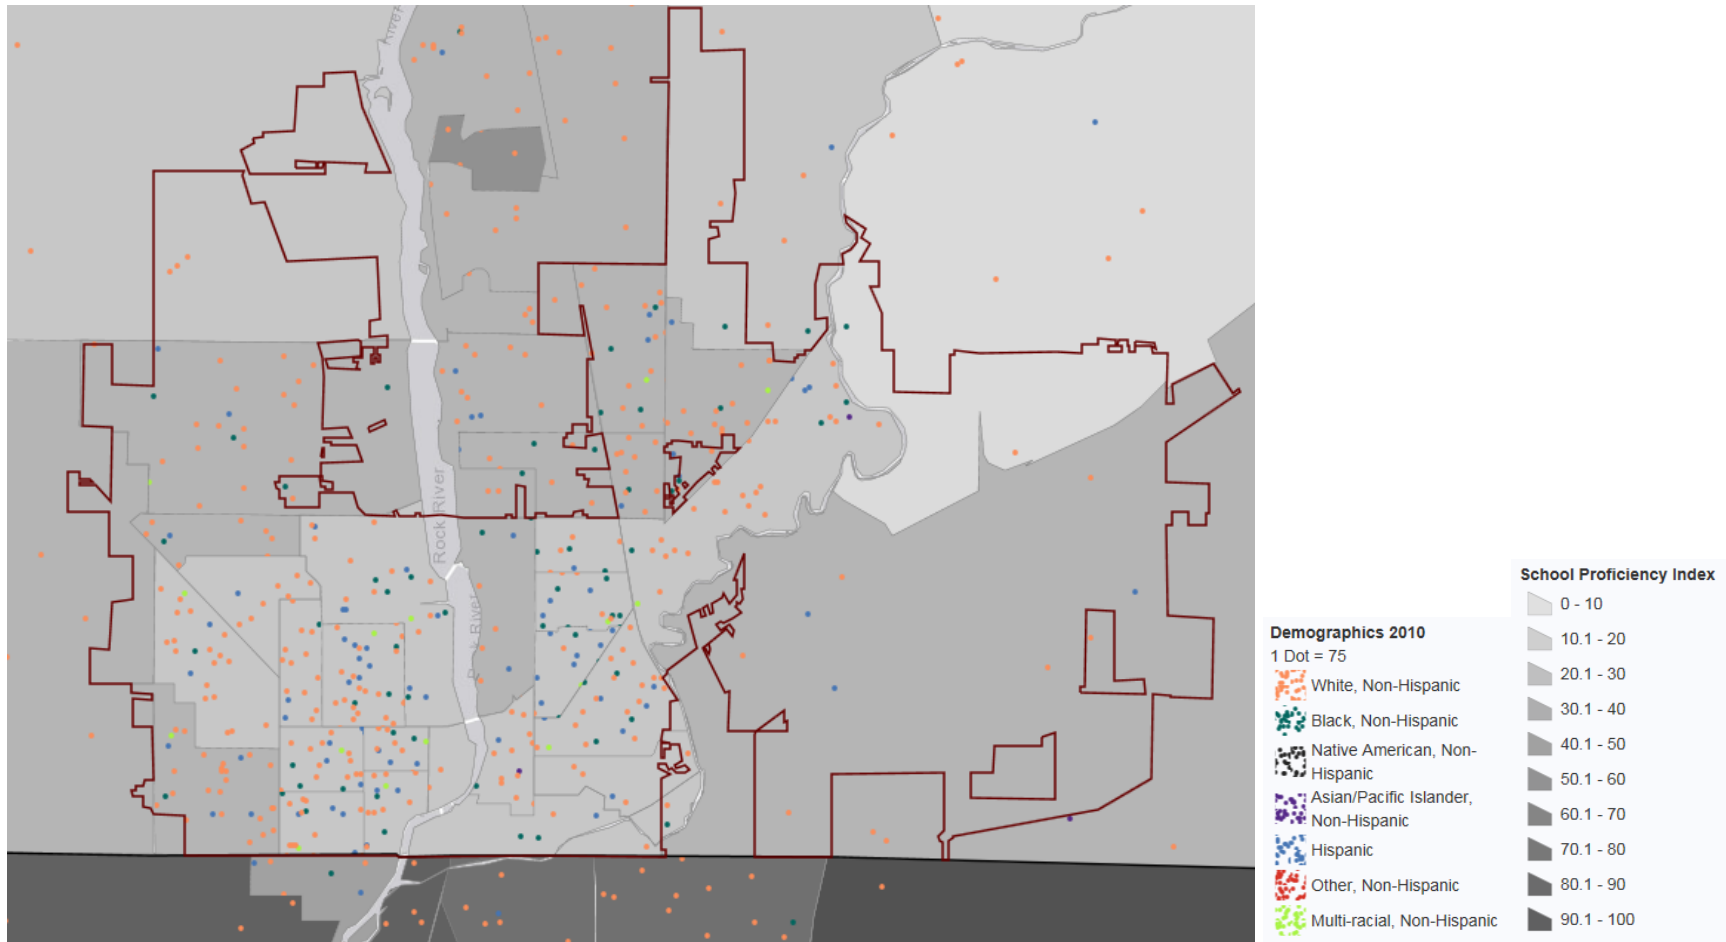 River
Rock River
Rock River
School Proficiency Index
0 - 10
10.1 - 20
20.1 - 30
30.1 - 40
40.1 - 50
50.1 - 60
60.1 - 70
70.1 - 80
80.1 - 90
90.1 - 100
Demographics 2010
1 Dot = 75
White, Non-Hispanic
Black, Non-Hispanic
Native American, Non-
Hispanic
Asian/Pacific Islander,
Non-Hispanic
Hispanic
Other, Non-Hispanic
Multi-racial, Non-Hispanic